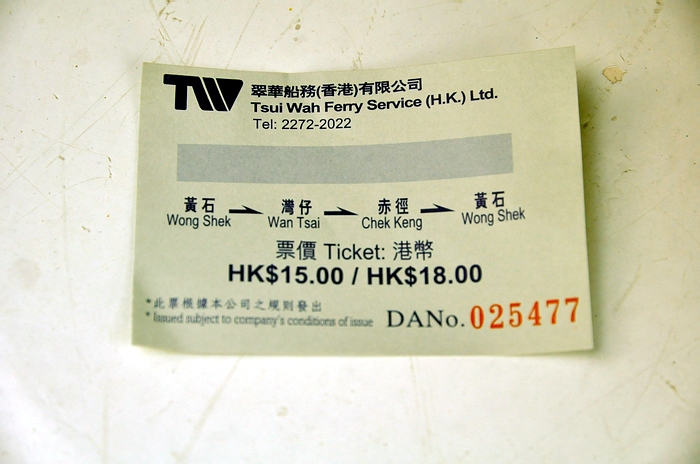 TW 翠華船務(香港)有限公司
Tsui Wah Ferry Service (H.K.) Ltd.
Tel: 2272-2022
黃石 灣仔 赤徑 黃石
Wong Shek Wan Tsai Chek Keng Wong Shek
票價 Ticket: 港幣
HK$15.00 / HK$18.00
*此票根據本公司之規則發出
* Issued subject to company's conditions of issue
DANo. 025477